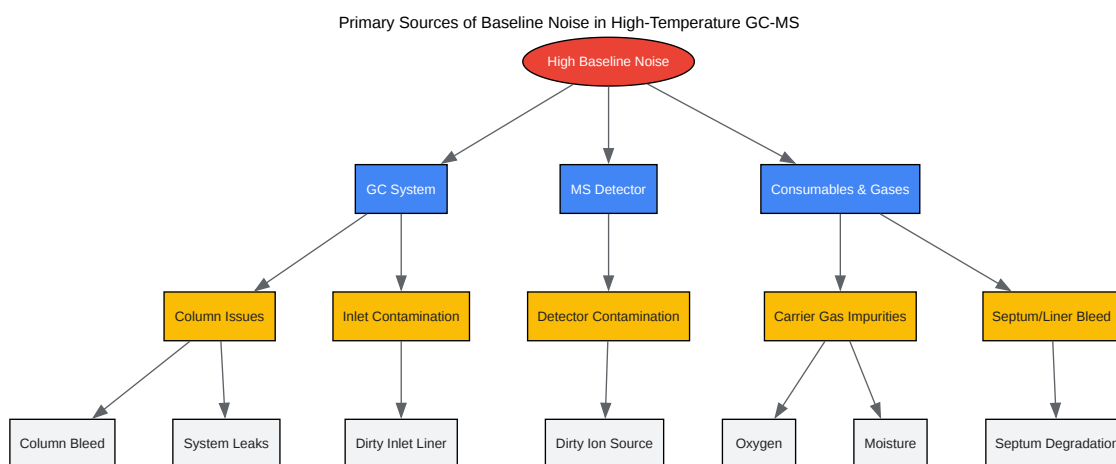 Primary Sources of Baseline Noise in High-Temperature GC-MS
High Baseline Noise
GC System
MS Detector
Consumables & Gases
Column Issues
Inlet Contamination
Detector Contamination
Carrier Gas Impurities
Septum/Liner Bleed
Column Bleed
System Leaks
Dirty Inlet Liner
Dirty Ion Source
Oxygen
Moisture
Septum Degradation